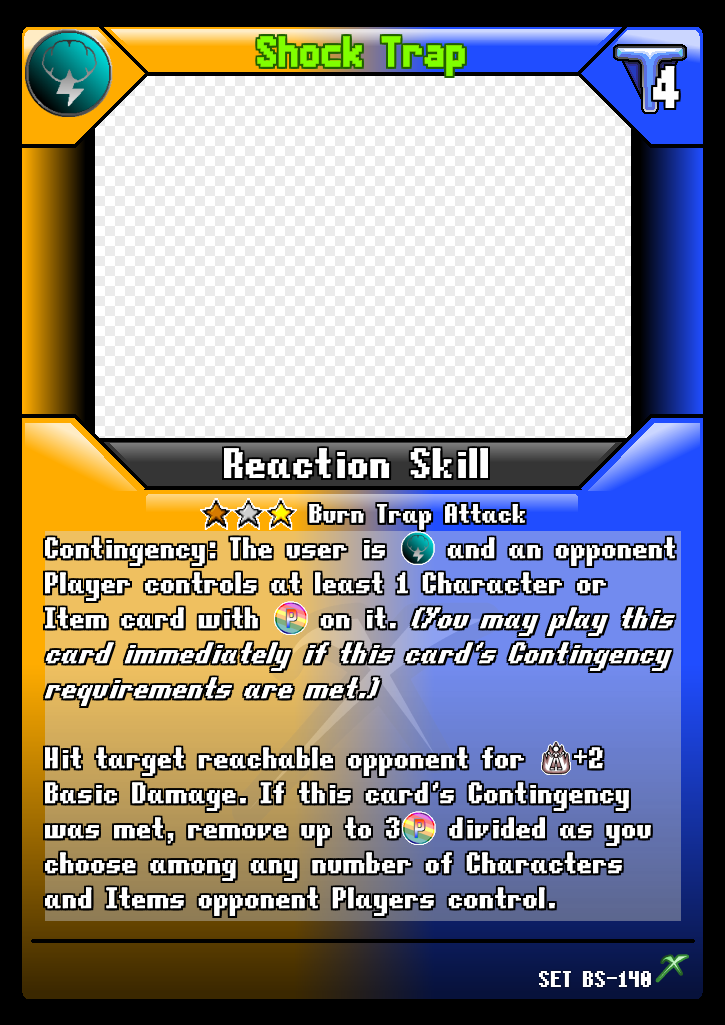 Shock Trap
T4
Reaction Skill
Burn Trap Attack
Contingency: The user is and an opponent
Player controls at least 1 Character or
Item card with P on it. (You may play this
card immediately if this card's Contingency
requirements are met.)
Hit target reachable opponent for +2
Basic Damage. If this card's Contingency
was met, remove up to 3P divided as you
choose among any number of Characters
and Items opponent Players control.
SET BS-140